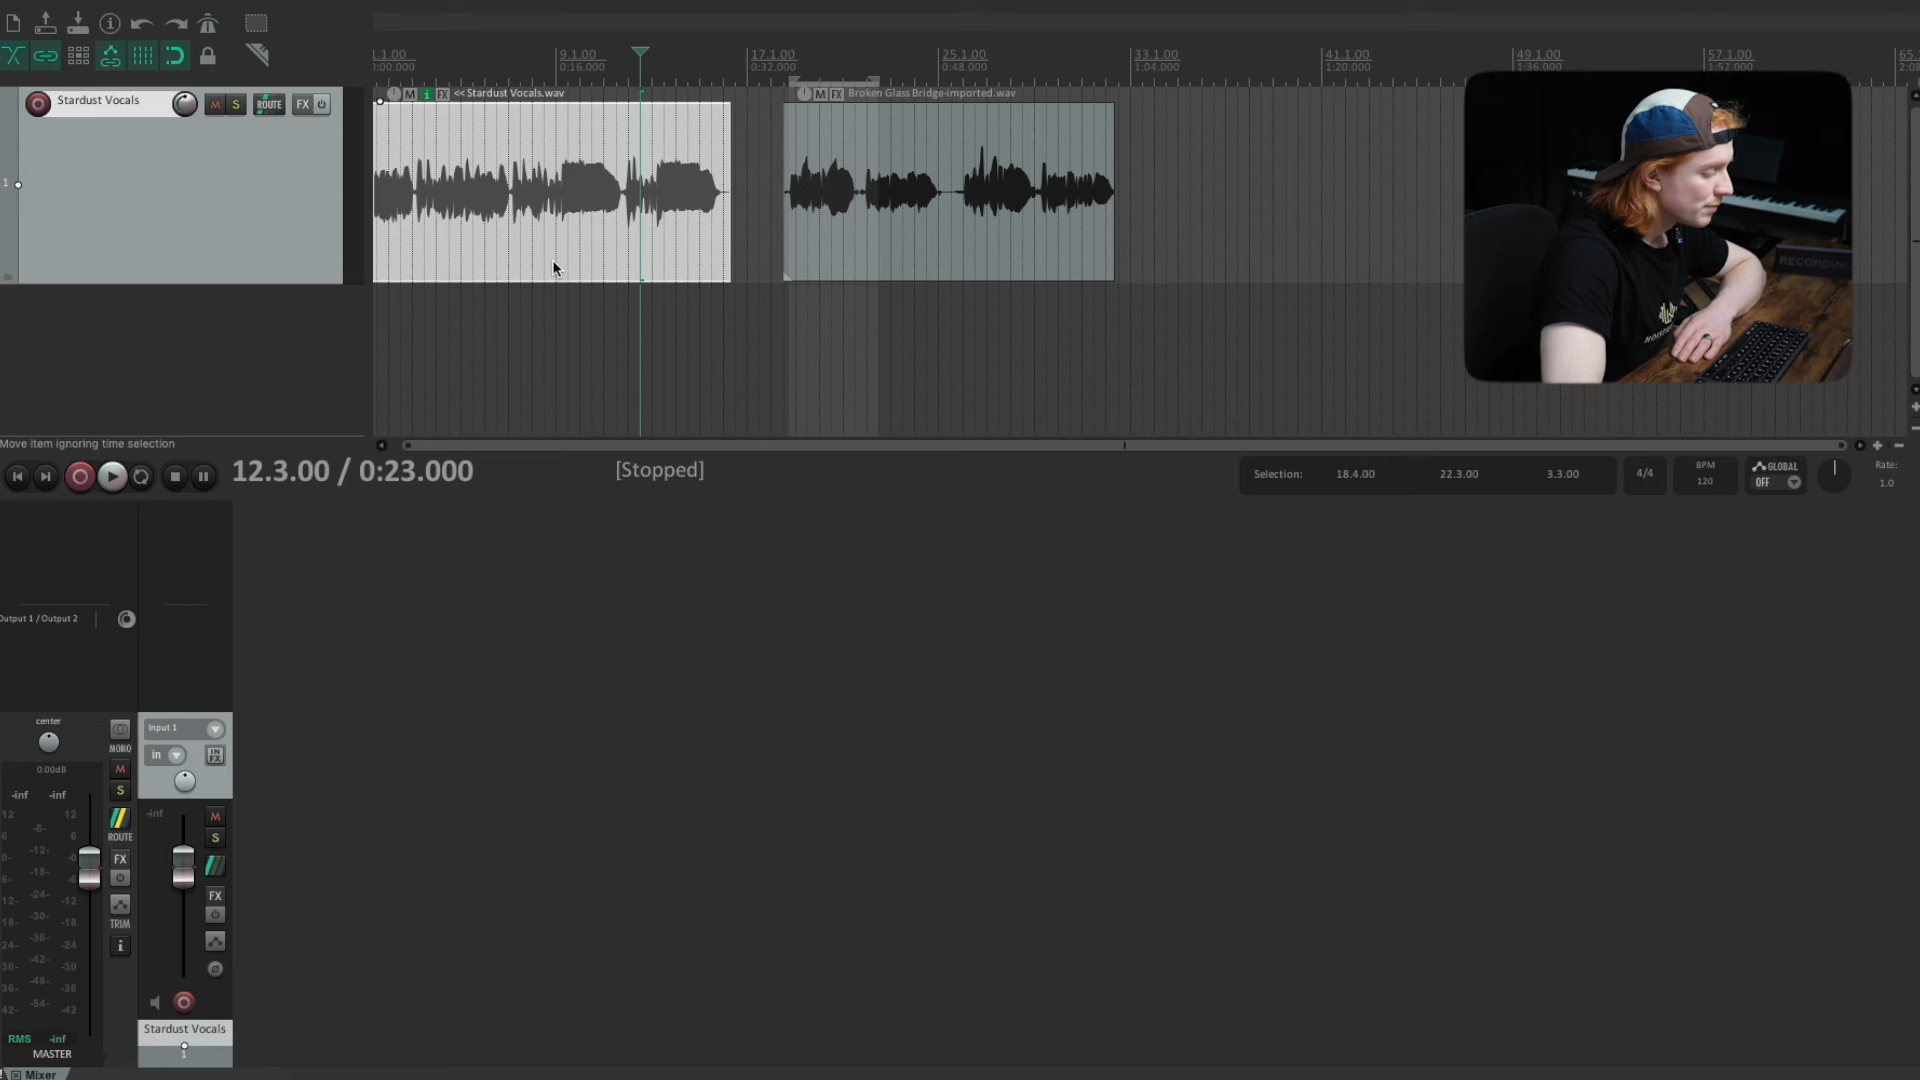 1.1.00 9.1.00 17.1.00 25.1.00 33.1.00 41.1.00 49.1.00 57.1.00 65.
0:00.000 0:16.000 0:32.000 0:48.000 1:04.000 1:20.000 1:36.000 1:52.000 2:08
M i FX << Stardust Vocals.wav
M FX Broken Glass Bridge-imported.wav
Stardust Vocals M S ROUTE FX
1
RECORDING
Move item ignoring time selection
12.3.00 / 0:23.000
[Stopped]
Selection: 18.4.00 22.3.00 3.3.00
4/4
BPM
120
GLOBAL
OFF
Rate:
1.0
Output 1 / Output 2
center
MONO
0.00dB
-inf -inf
M
S
ROUTE
FX
TRIM
i
12 12
6 -6- 6
0- -12- -0
6- -18- -6
12- -24- -12
18- -30- -18
24- -36- -24
30- -42- -30
36- -48- -36
42- -54- -42
RMS -inf
MASTER
Input 1
in
IN
FX
-inf
M
S
FX
Stardust Vocals
1
Mixer